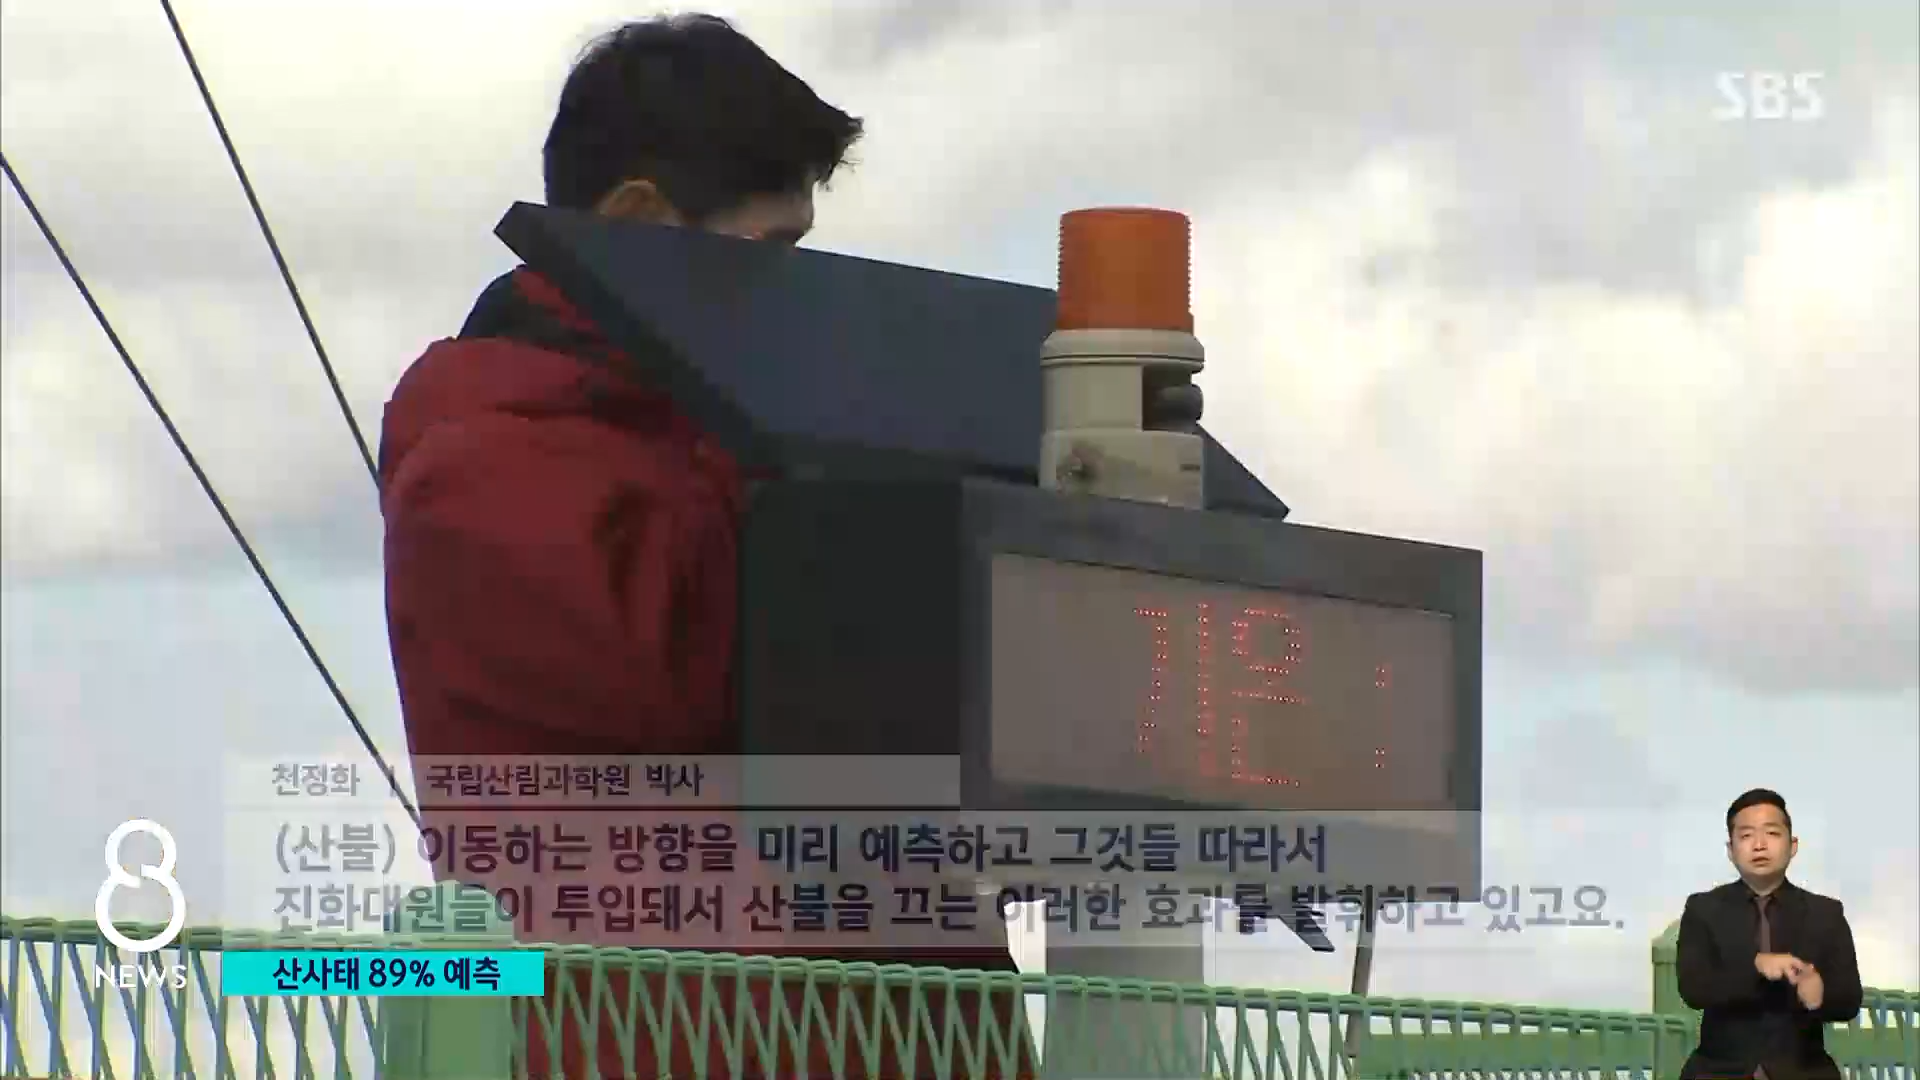 SBS
기온 1
천정화 | 국립산림과학원 박사
(산불) 이동하는 방향을 미리 예측하고 그것들 따라서
진화대원들이 투입돼서 산불을 끄는 이러한 효과를 발휘하고 있고요.
8
NEWS
산사태 89% 예측